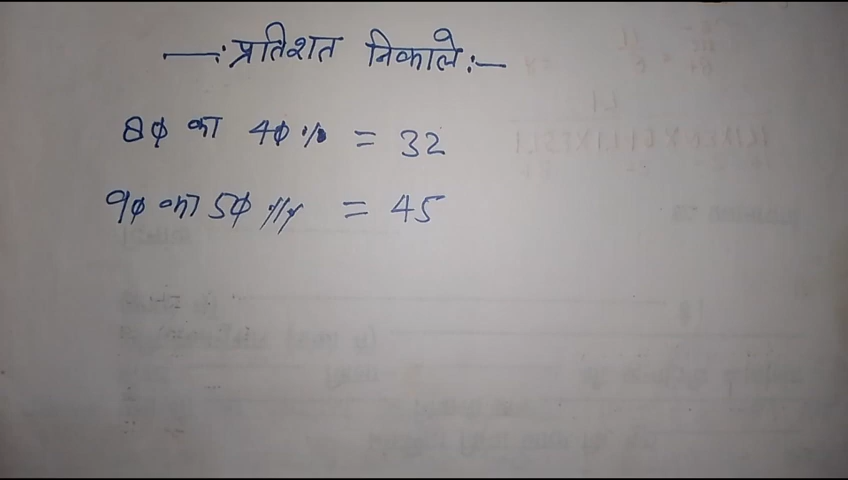 —: प्रतिशत निकाले :—
80 का 40 % = 32
90 का 50 % = 45